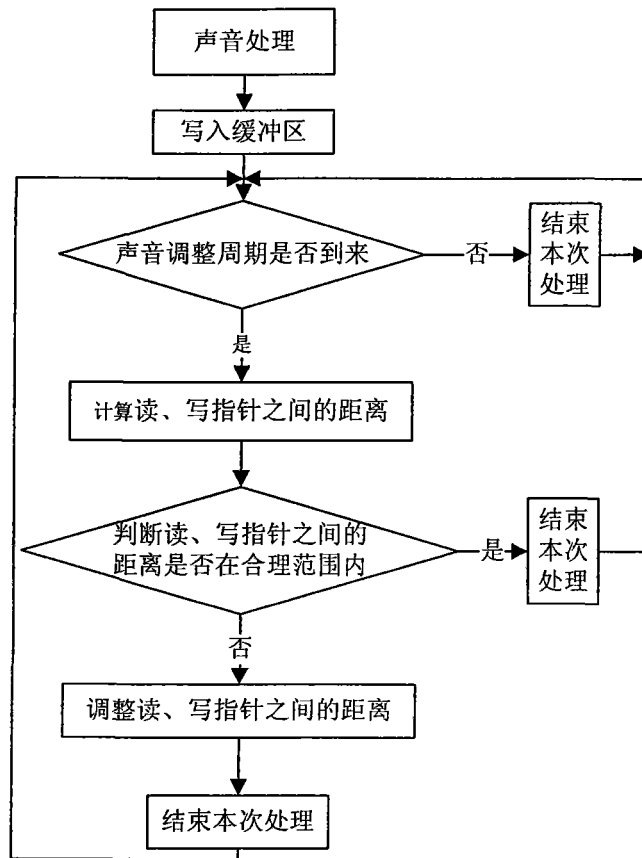 声音处理
写入缓冲区
声音调整周期是否到来
否
结束
本次
处理
是
计算读、写指针之间的距离
判断读、写指针之间的
距离是否在合理范围内
是
结束
本次
处理
否
调整读、写指针之间的距离
结束本次处理